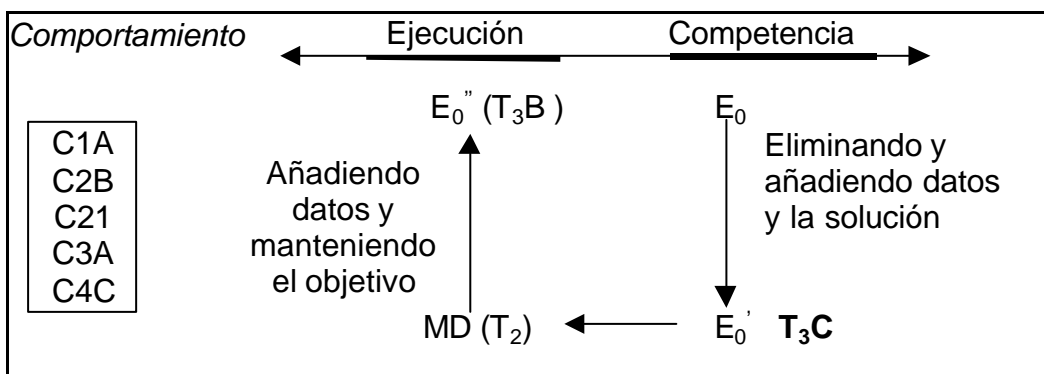 Comportamiento Ejecución Competencia
E₀” (T₃B ) E₀
C1A
C2B
C21
C3A
C4C
Añadiendo
datos y
manteniendo
el objetivo
Eliminando y
añadiendo datos
y la solución
MD (T₂) E₀’ T₃C